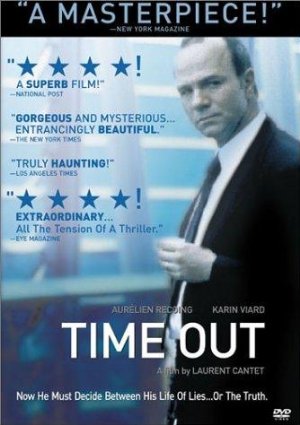 "A MASTERPIECE!"
—NEW YORK MAGAZINE
"★ ★ ★ ★!
A SUPERB FILM!"
—NATIONAL POST
"GORGEOUS AND MYSTERIOUS...
ENTRANCINGLY BEAUTIFUL."
—THE NEW YORK TIMES
"TRULY HAUNTING!"
—LOS ANGELES TIMES
"★ ★ ★ ★!
EXTRAORDINARY...
All The Tension Of A Thriller."
—EYE MAGAZINE
AURÉLIEN RECOING KARIN VIARD
TIME OUT
A film by LAURENT CANTET
Now He Must Decide Between His Life Of Lies...Or The Truth.
DVD